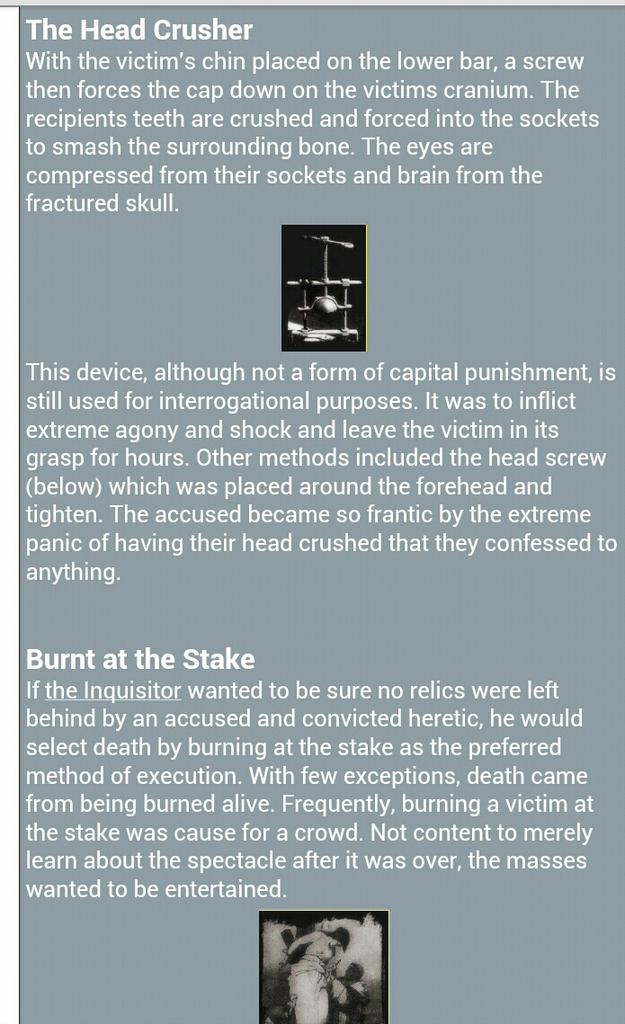 The Head Crusher
With the victim's chin placed on the lower bar, a screw
then forces the cap down on the victims cranium. The
recipients teeth are crushed and forced into the sockets
to smash the surrounding bone. The eyes are
compressed from their sockets and brain from the
fractured skull.
This device, although not a form of capital punishment, is
still used for interrogational purposes. It was to inflict
extreme agony and shock and leave the victim in its
grasp for hours. Other methods included the head screw
(below) which was placed around the forehead and
tighten. The accused became so frantic by the extreme
panic of having their head crushed that they confessed to
anything.
Burnt at the Stake
If the Inquisitor wanted to be sure no relics were left
behind by an accused and convicted heretic, he would
select death by burning at the stake as the preferred
method of execution. With few exceptions, death came
from being burned alive. Frequently, burning a victim at
the stake was cause for a crowd. Not content to merely
learn about the spectacle after it was over, the masses
wanted to be entertained.